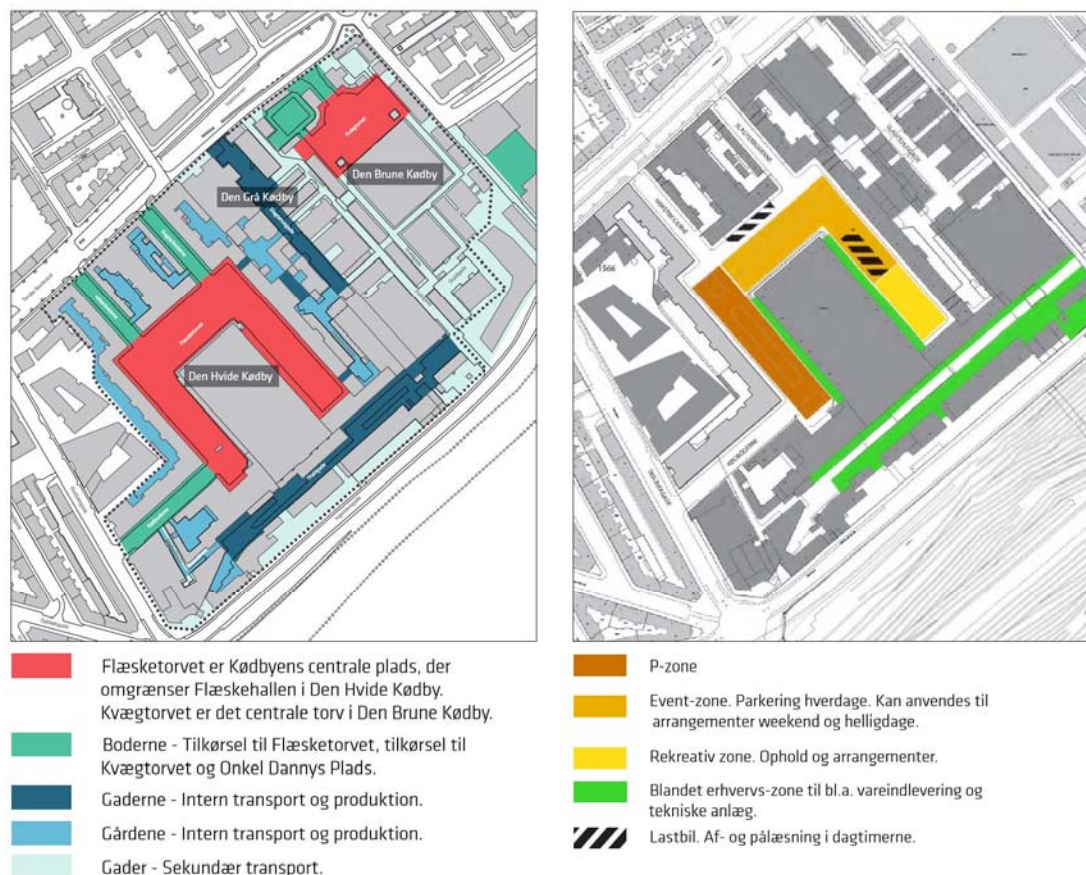 Den Brune Kødby
Den Grå Kødby
Den Hvide Kødby
Flæsketorvet er Kødbyens centrale plads, der
omgrænser Flæskehallen i Den Hvide Kødby.
Kvægtorvet er det centrale torv i Den Brune Kødby.
Boderne - Tilkørsel til Flæsketorvet, tilkørsel til
Kvægtorvet og Onkel Dannys Plads.
Gaderne - Intern transport og produktion.
Gårdene - Intern transport og produktion.
Gader - Sekundær transport.
1566
P-zone
Event-zone. Parkering hverdage. Kan anvendes til
arrangementer weekend og helligdage.
Rekreativ zone. Ophold og arrangementer.
Blandet erhvervs-zone til bl.a. vareindlevering og
tekniske anlæg.
Lastbil. Af- og pålæsning i dagtimerne.